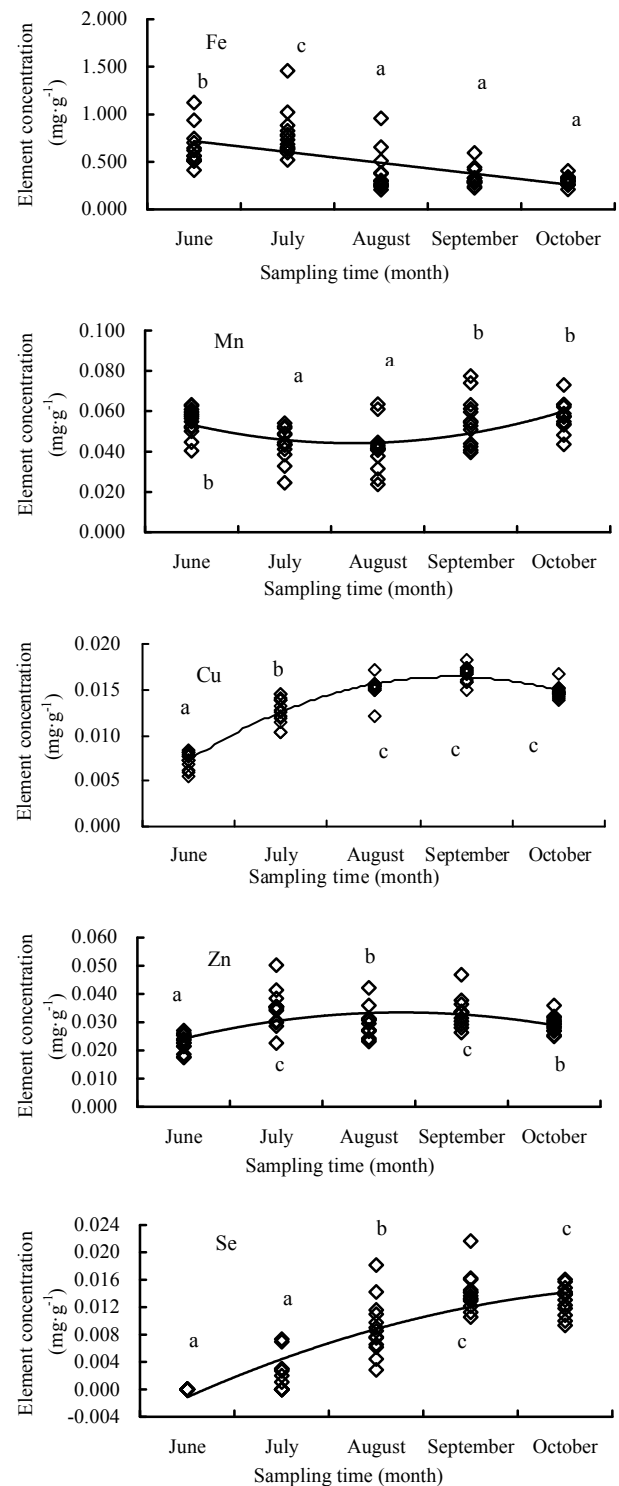 Element concentration
(mg·g-1)
2.000
1.500
1.000
0.500
0.000
Fe
b
c
a
a
a
June July August September October
Sampling time (month)
Element concentration
(mg·g-1)
0.100
0.080
0.060
0.040
0.020
0.000
Mn
b
a
a
b
b
June July August September October
Sampling time (month)
Element concentration
(mg·g-1)
0.020
0.015
0.010
0.005
0.000
Cu
a
b
c
c
c
June July August September October
Sampling time (month)
Element concentration
(mg·g-1)
0.060
0.050
0.040
0.030
0.020
0.010
0.000
Zn
a
c
b
c
b
June July August September October
Sampling time (month)
Element concentration
(mg·g-1)
0.024
0.020
0.016
0.012
0.008
0.004
0.000
-0.004
Se
a
a
b
c
c
June July August September October
Sampling time (month)